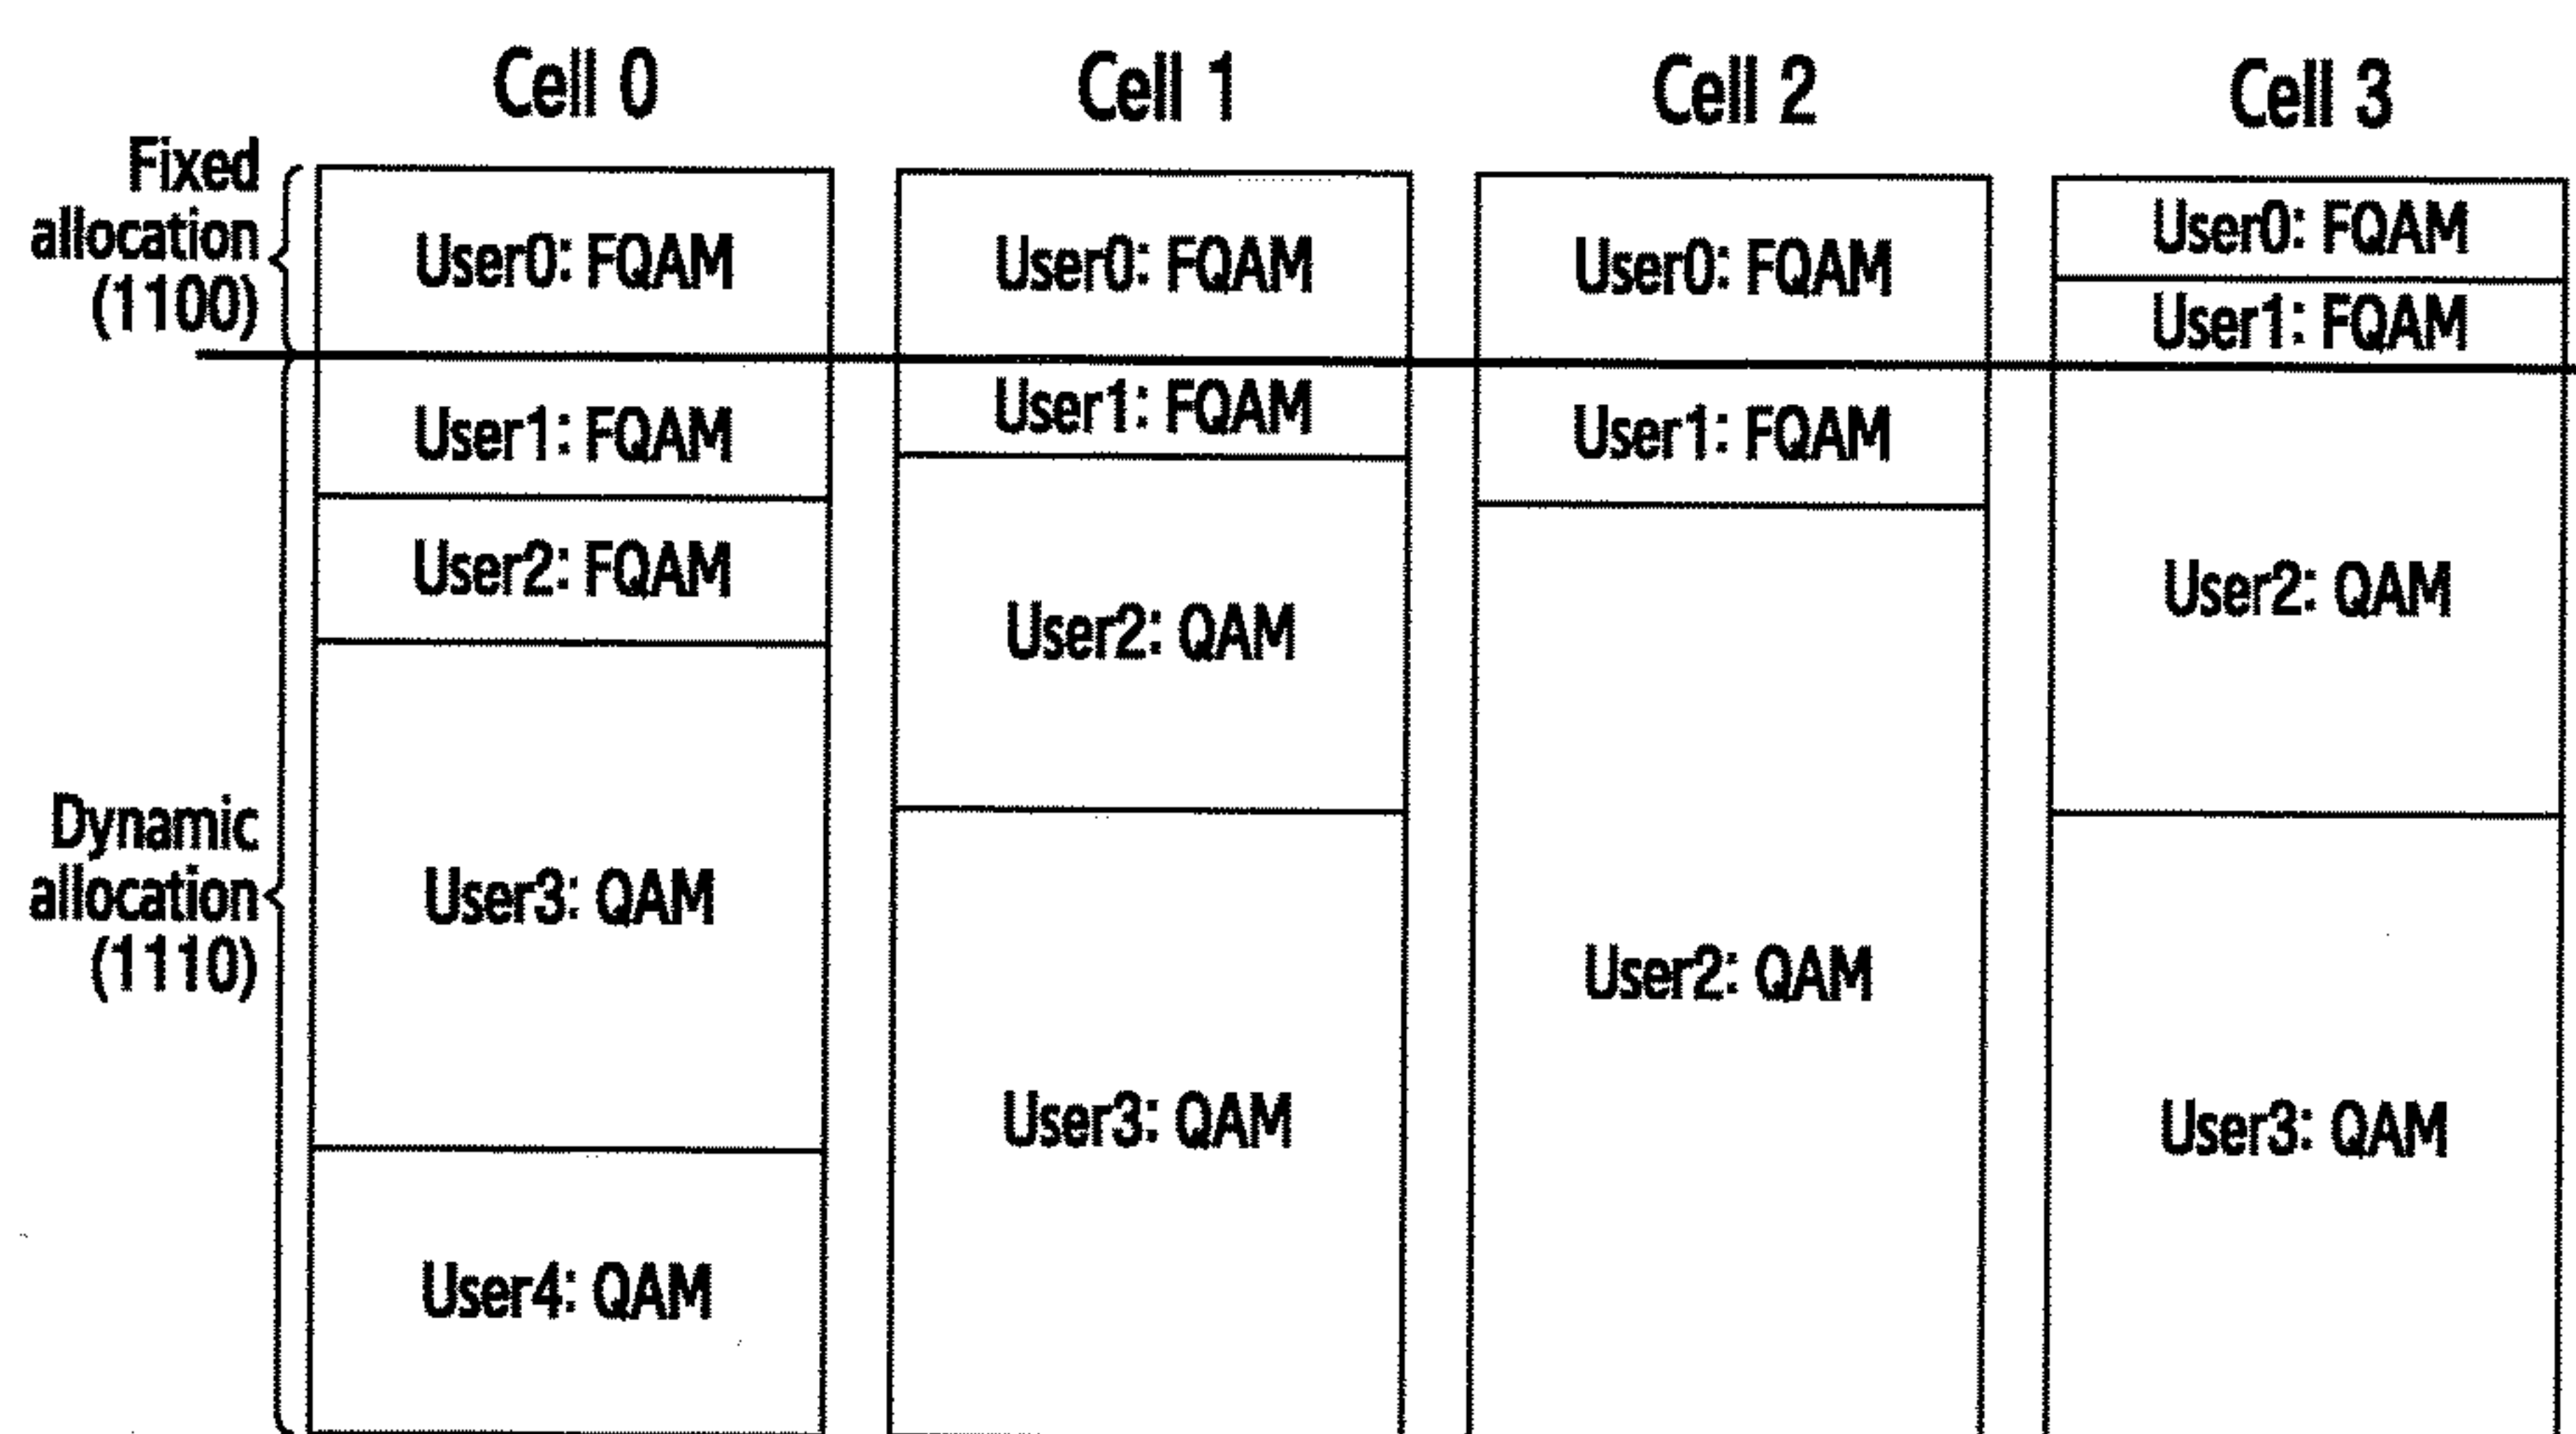 Cell 0
Cell 1
Cell 2
Cell 3
Fixed
allocation
(1100)
Dynamic
allocation
(1110)
User0: FQAM
User1: FQAM
User2: FQAM
User3: QAM
User4: QAM
User0: FQAM
User1: FQAM
User2: QAM
User3: QAM
User0: FQAM
User1: FQAM
User2: QAM
User0: FQAM
User1: FQAM
User2: QAM
User3: QAM